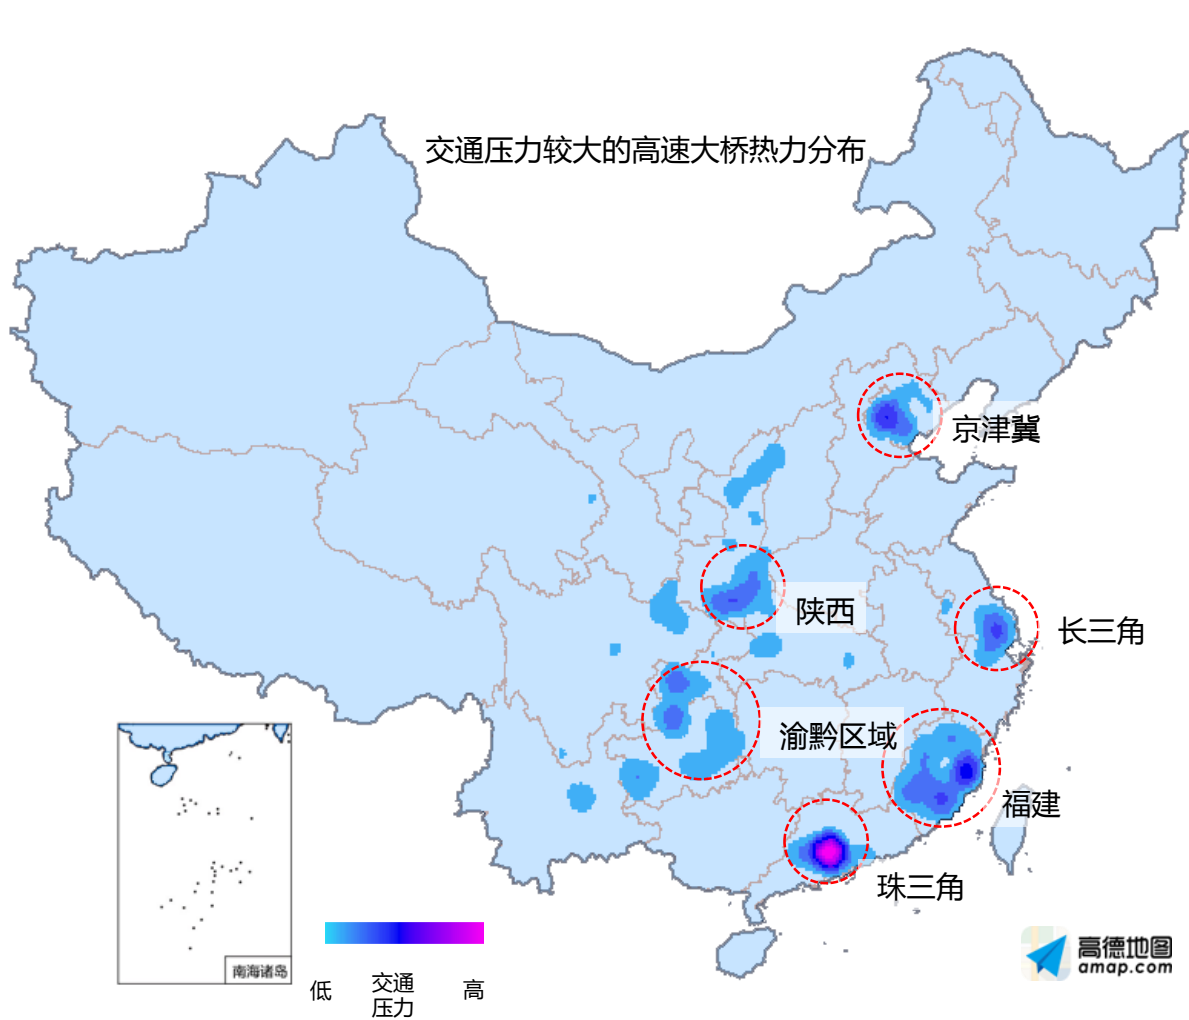 交通压力较大的高速大桥热力分布
京津冀
陕西
长三角
渝黔区域
福建
珠三角
南海诸岛
低
交通
压力
高
高德地图
amap.com